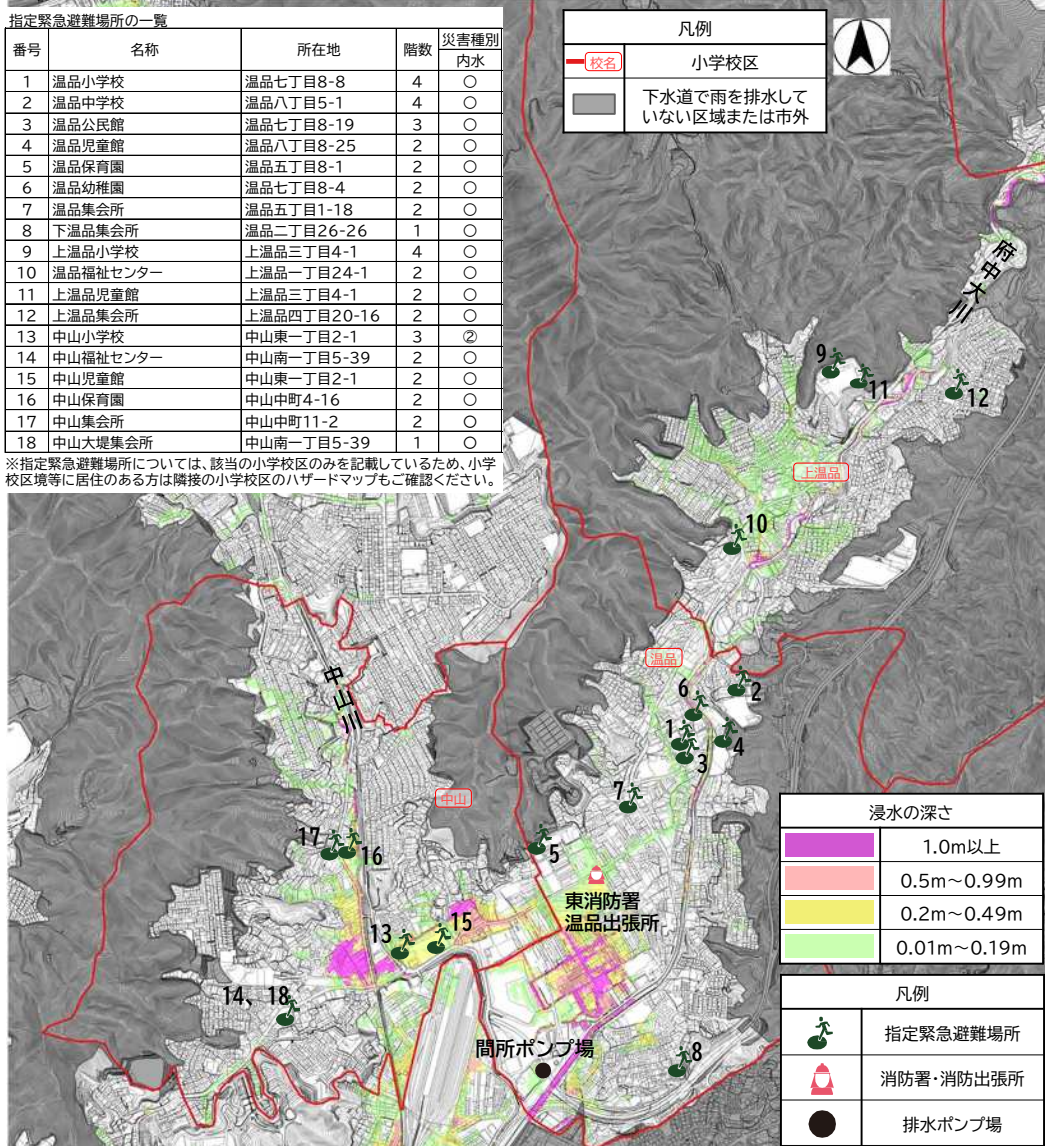 指定緊急避難場所の一覧
番号 名称 所在地 階数 災害種別
内水
1 温品小学校 温品七丁目8-8 4 ○
2 温品中学校 温品八丁目5-1 4 ○
3 温品公民館 温品七丁目8-19 3 ○
4 温品児童館 温品八丁目8-25 2 ○
5 温品保育園 温品五丁目8-1 2 ○
6 温品幼稚園 温品七丁目8-4 2 ○
7 温品集会所 温品五丁目1-18 2 ○
8 下温品集会所 温品二丁目26-26 1 ○
9 上温品小学校 上温品三丁目4-1 4 ○
10 温品福祉センター 上温品一丁目24-1 2 ○
11 上温品児童館 上温品三丁目4-1 2 ○
12 上温品集会所 上温品四丁目20-16 2 ○
13 中山小学校 中山東一丁目2-1 3 ②
14 中山福祉センター 中山南一丁目5-39 2 ○
15 中山児童館 中山東一丁目2-1 2 ○
16 中山保育園 中山中町4-16 2 ○
17 中山集会所 中山中町11-2 2 ○
18 中山大堤集会所 中山南一丁目5-39 1 ○
※指定緊急避難場所については、該当の小学校区のみを記載しているため、小学
校区境等に居住のある方は隣接の小学校区のハザードマップもご確認ください。
凡例
校名 小学校区
下水道で雨を排水して
いない区域または市外
府中大川
9
11
12
上温品
10
温品
中山川
6
2
1
4
3
中山
7
17
16
5
東消防署
温品出張所
13
15
14、18
間所ポンプ場
8
浸水の深さ
1.0m以上
0.5m～0.99m
0.2m～0.49m
0.01m～0.19m
凡例
指定緊急避難場所
消防署・消防出張所
排水ポンプ場